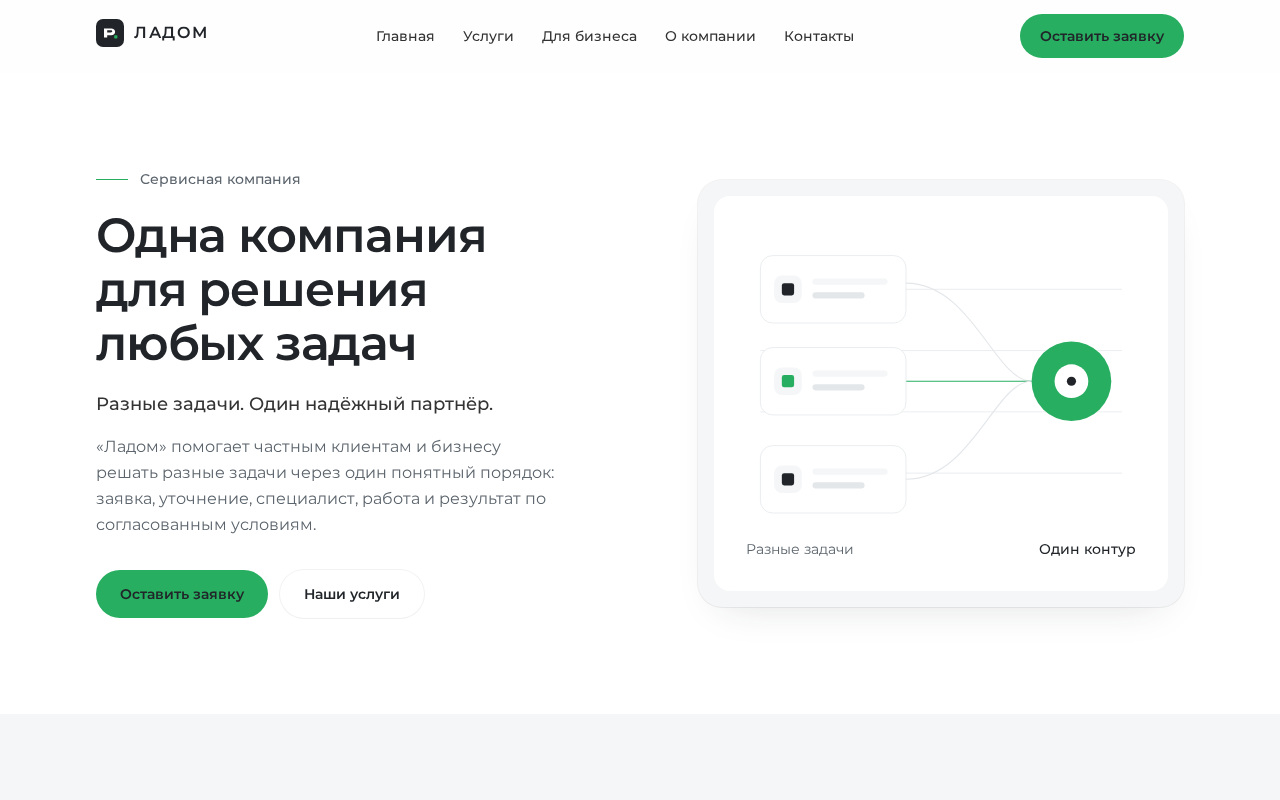 P.
ЛАДОМ
Главная
Услуги
Для бизнеса
О компании
Контакты
Оставить заявку
Сервисная компания
Одна компания
для решения
любых задач
Разные задачи. Один надёжный партнёр.
«Ладом» помогает частным клиентам и бизнесу
решать разные задачи через один понятный порядок:
заявка, уточнение, специалист, работа и результат по
согласованным условиям.
Оставить заявку
Наши услуги
Разные задачи
Один контур